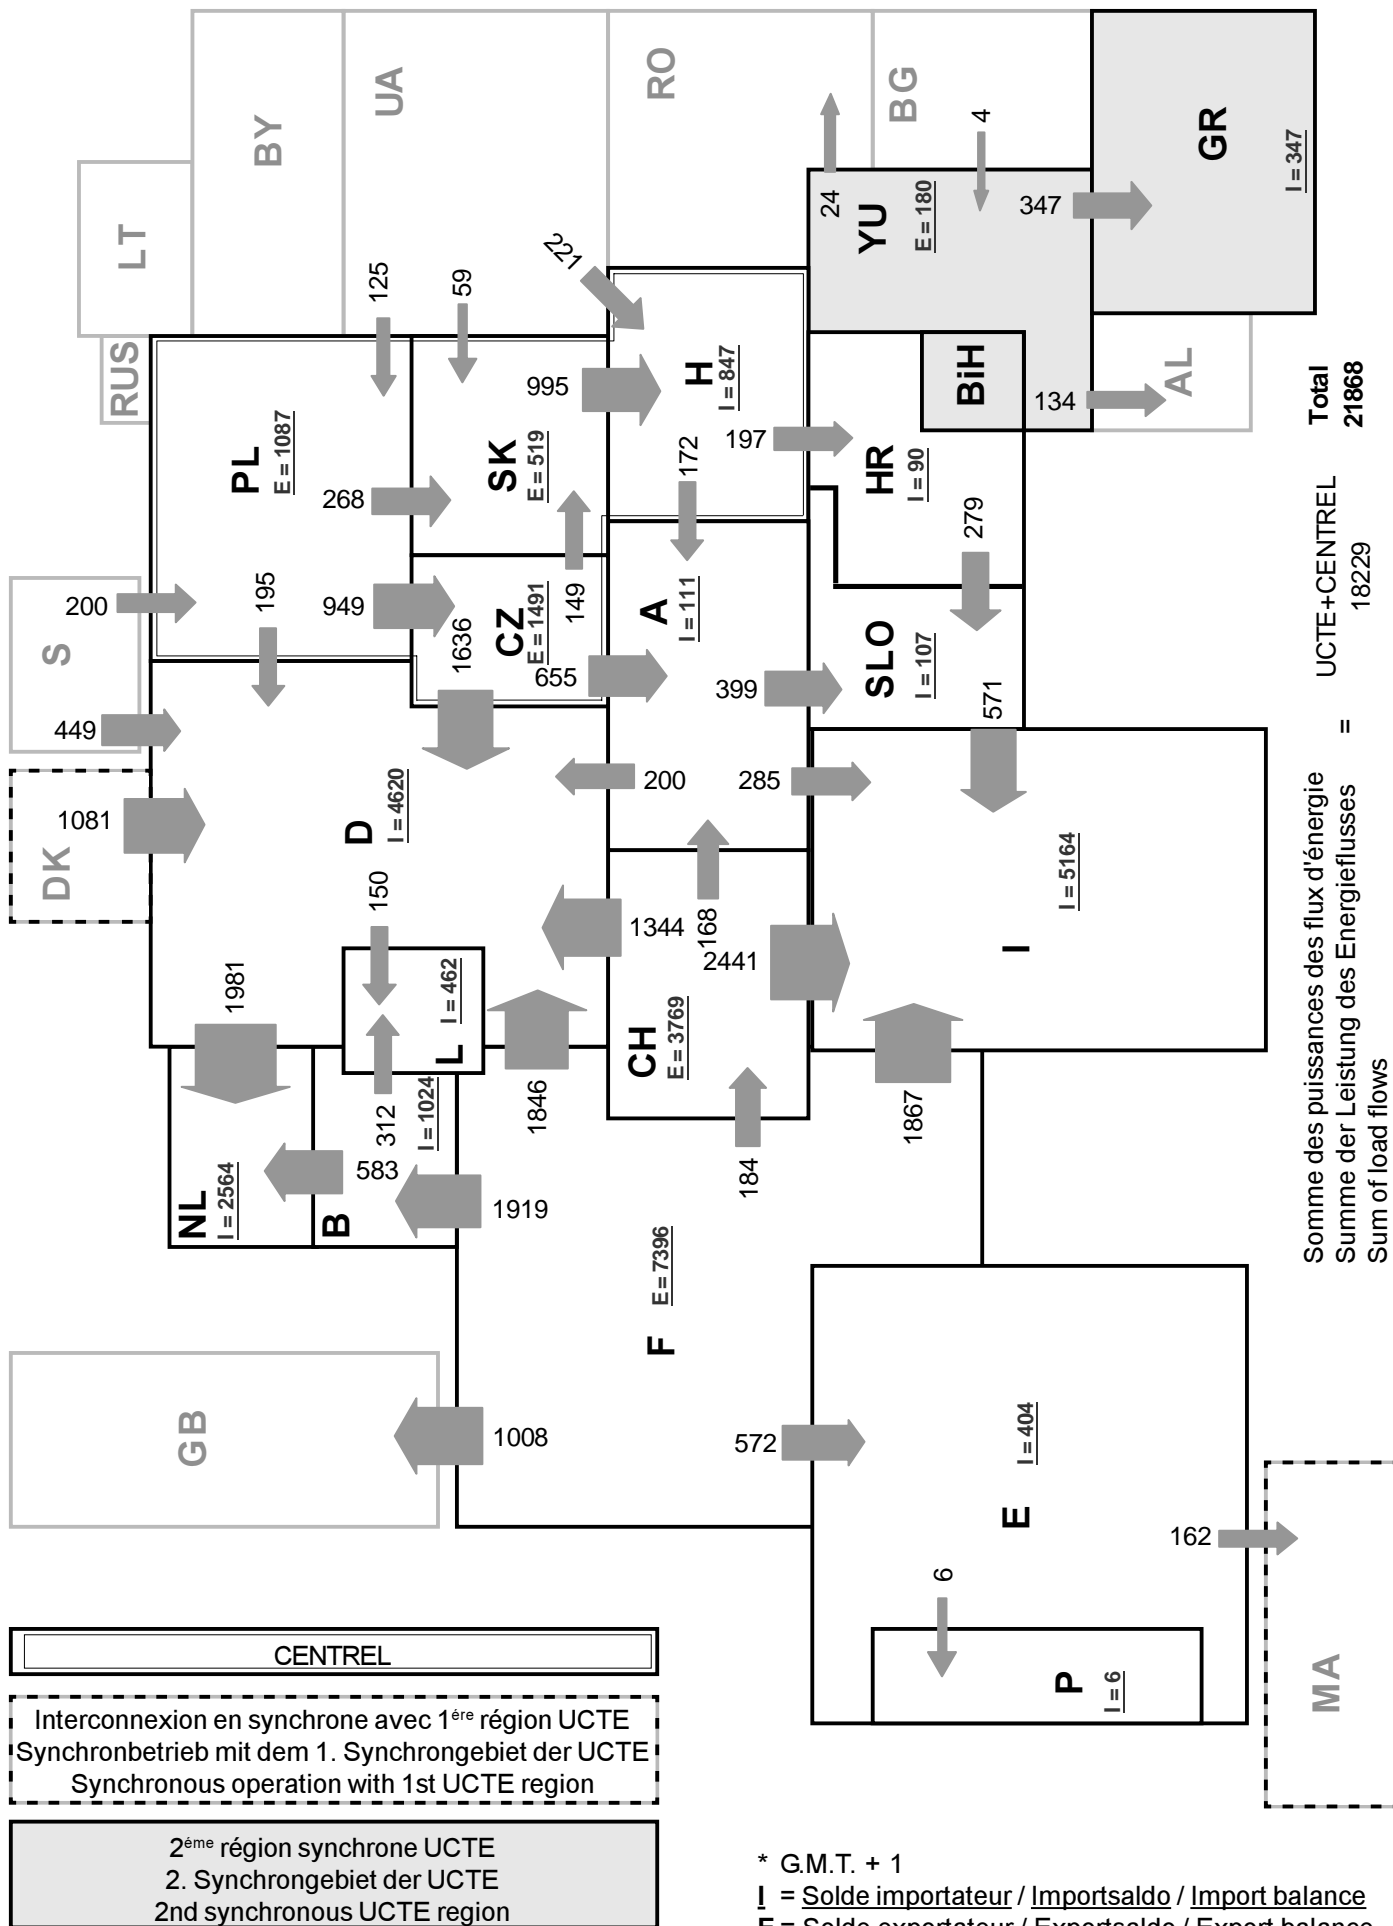 BY
UA
RO
BG
LT
RUS
GR
I = 347
4
24
YU
E = 180
347
125
59
221
PL
E = 1087
268
SK
E = 519
995
H
I = 847
197
172
BiH
134
AL
HR
I = 90
279
Total
21868
S
200
449
195
949
1636
CZ
E = 1491
149
655
A
I = 111
399
SLO
I = 107
571
UCTE+CENTREL
18229
=
DK
1081
D
I = 4620
150
200
285
1344
168
2441
I
I = 5164
1981
L
I = 462
CH
E = 3769
NL
I = 2564
B
I = 1024
312
583
1846
184
1867
1919
F
E = 7396
GB
1008
572
E
I = 404
162
6
P
I = 6
MA
Somme des puissances des flux d'énergie
Summe der Leistung des Energieflusses
Sum of load flows
CENTREL
Interconnexion en synchrone avec 1ére région UCTE
Synchronbetrieb mit dem 1. Synchrongebiet der UCTE
Synchronous operation with 1st UCTE region
2éme région synchrone UCTE
2. Synchrongebiet der UCTE
2nd synchronous UCTE region
* G.M.T. + 1
I = Solde importateur / Importsaldo / Import balance
E = Solde exportateur / Exportsaldo / Export balance